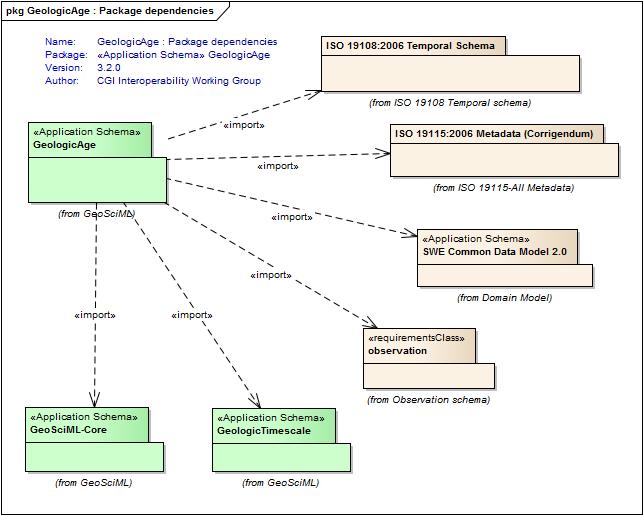 pkg GeologicAge : Package dependencies
Name: GeologicAge : Package dependencies
Package: «Application Schema» GeologicAge
Version: 3.2.0
Author: CGI Interoperability Working Group
ISO 19108:2006 Temporal Schema
(from ISO 19108 Temporal schema)
«import»
«Application Schema»
GeologicAge
(from GeoSciML)
ISO 19115:2006 Metadata (Corrigendum)
(from ISO 19115-All Metadata)
«import»
«import»
«Application Schema»
SWE Common Data Model 2.0
(from Domain Model)
«import»
«import»
«import»
«requirementsClass»
observation
(from Observation schema)
«Application Schema»
GeoSciML-Core
(from GeoSciML)
«Application Schema»
GeologicTimescale
(from GeoSciML)